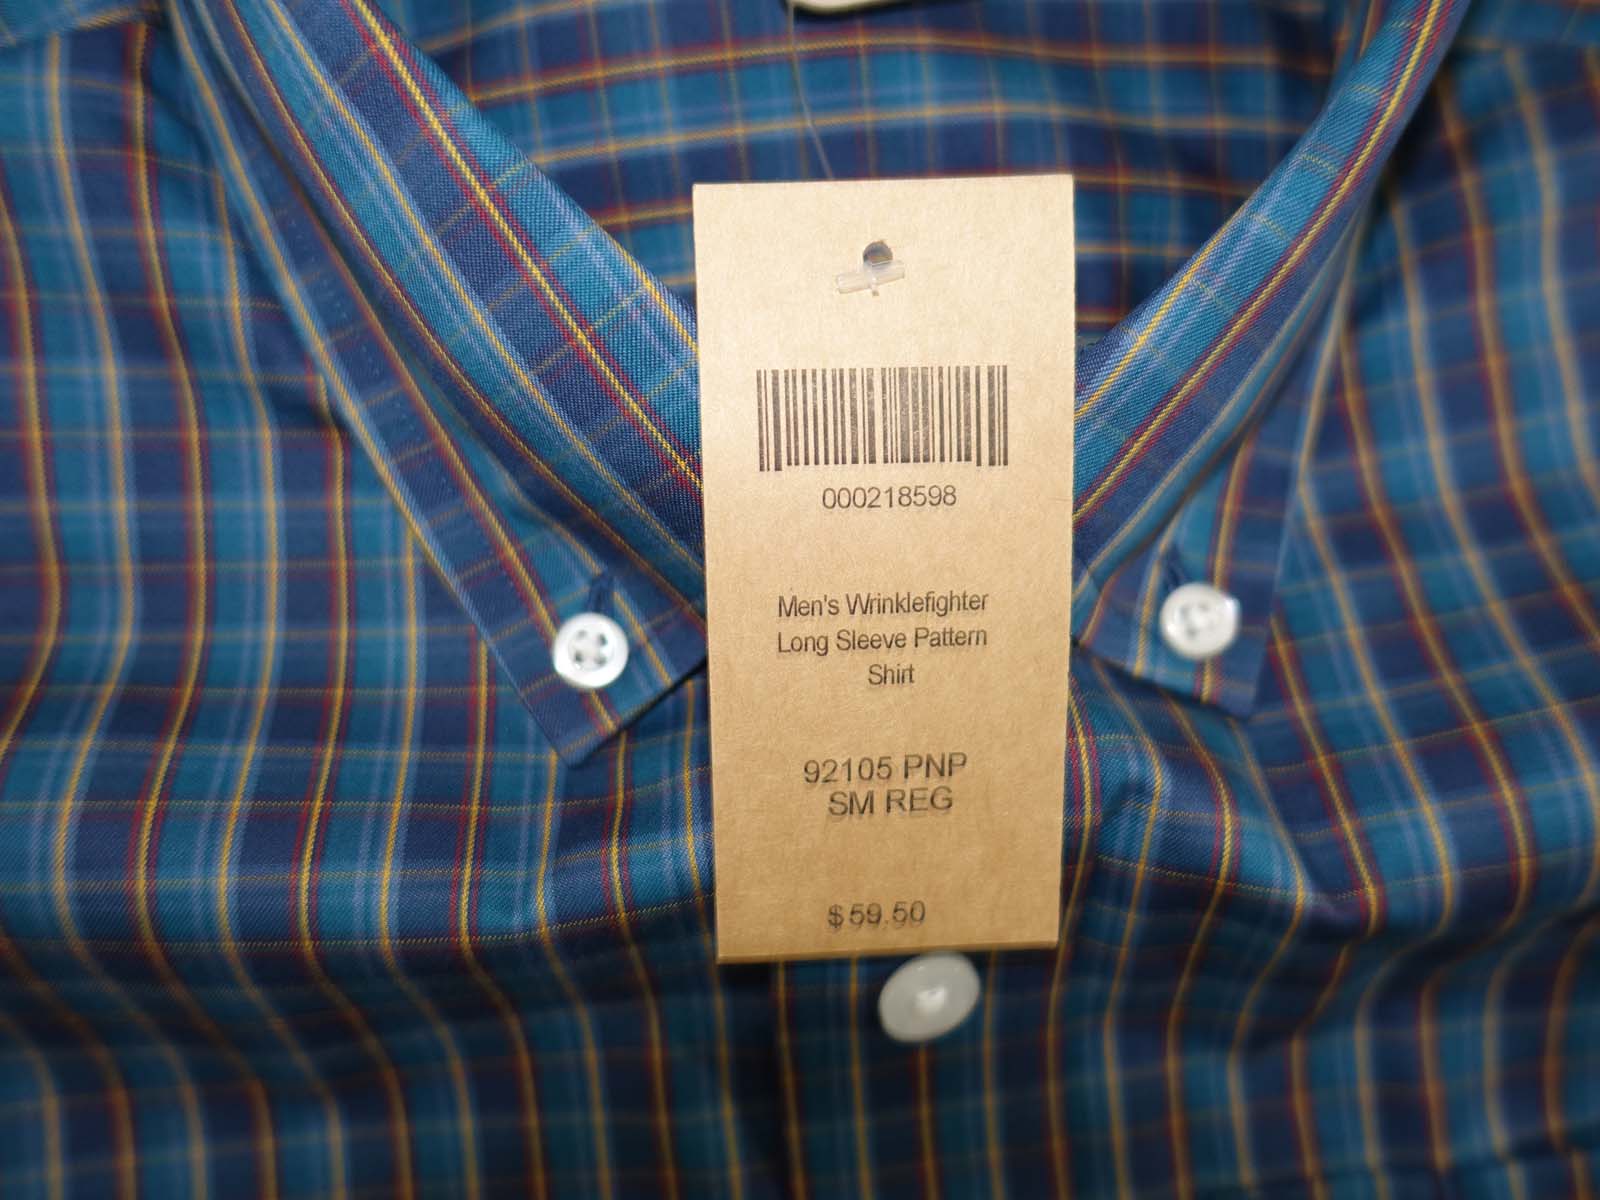 000218598
Men's Wrinklefighter
Long Sleeve Pattern
Shirt
92105 PNP
SM REG
$59.50